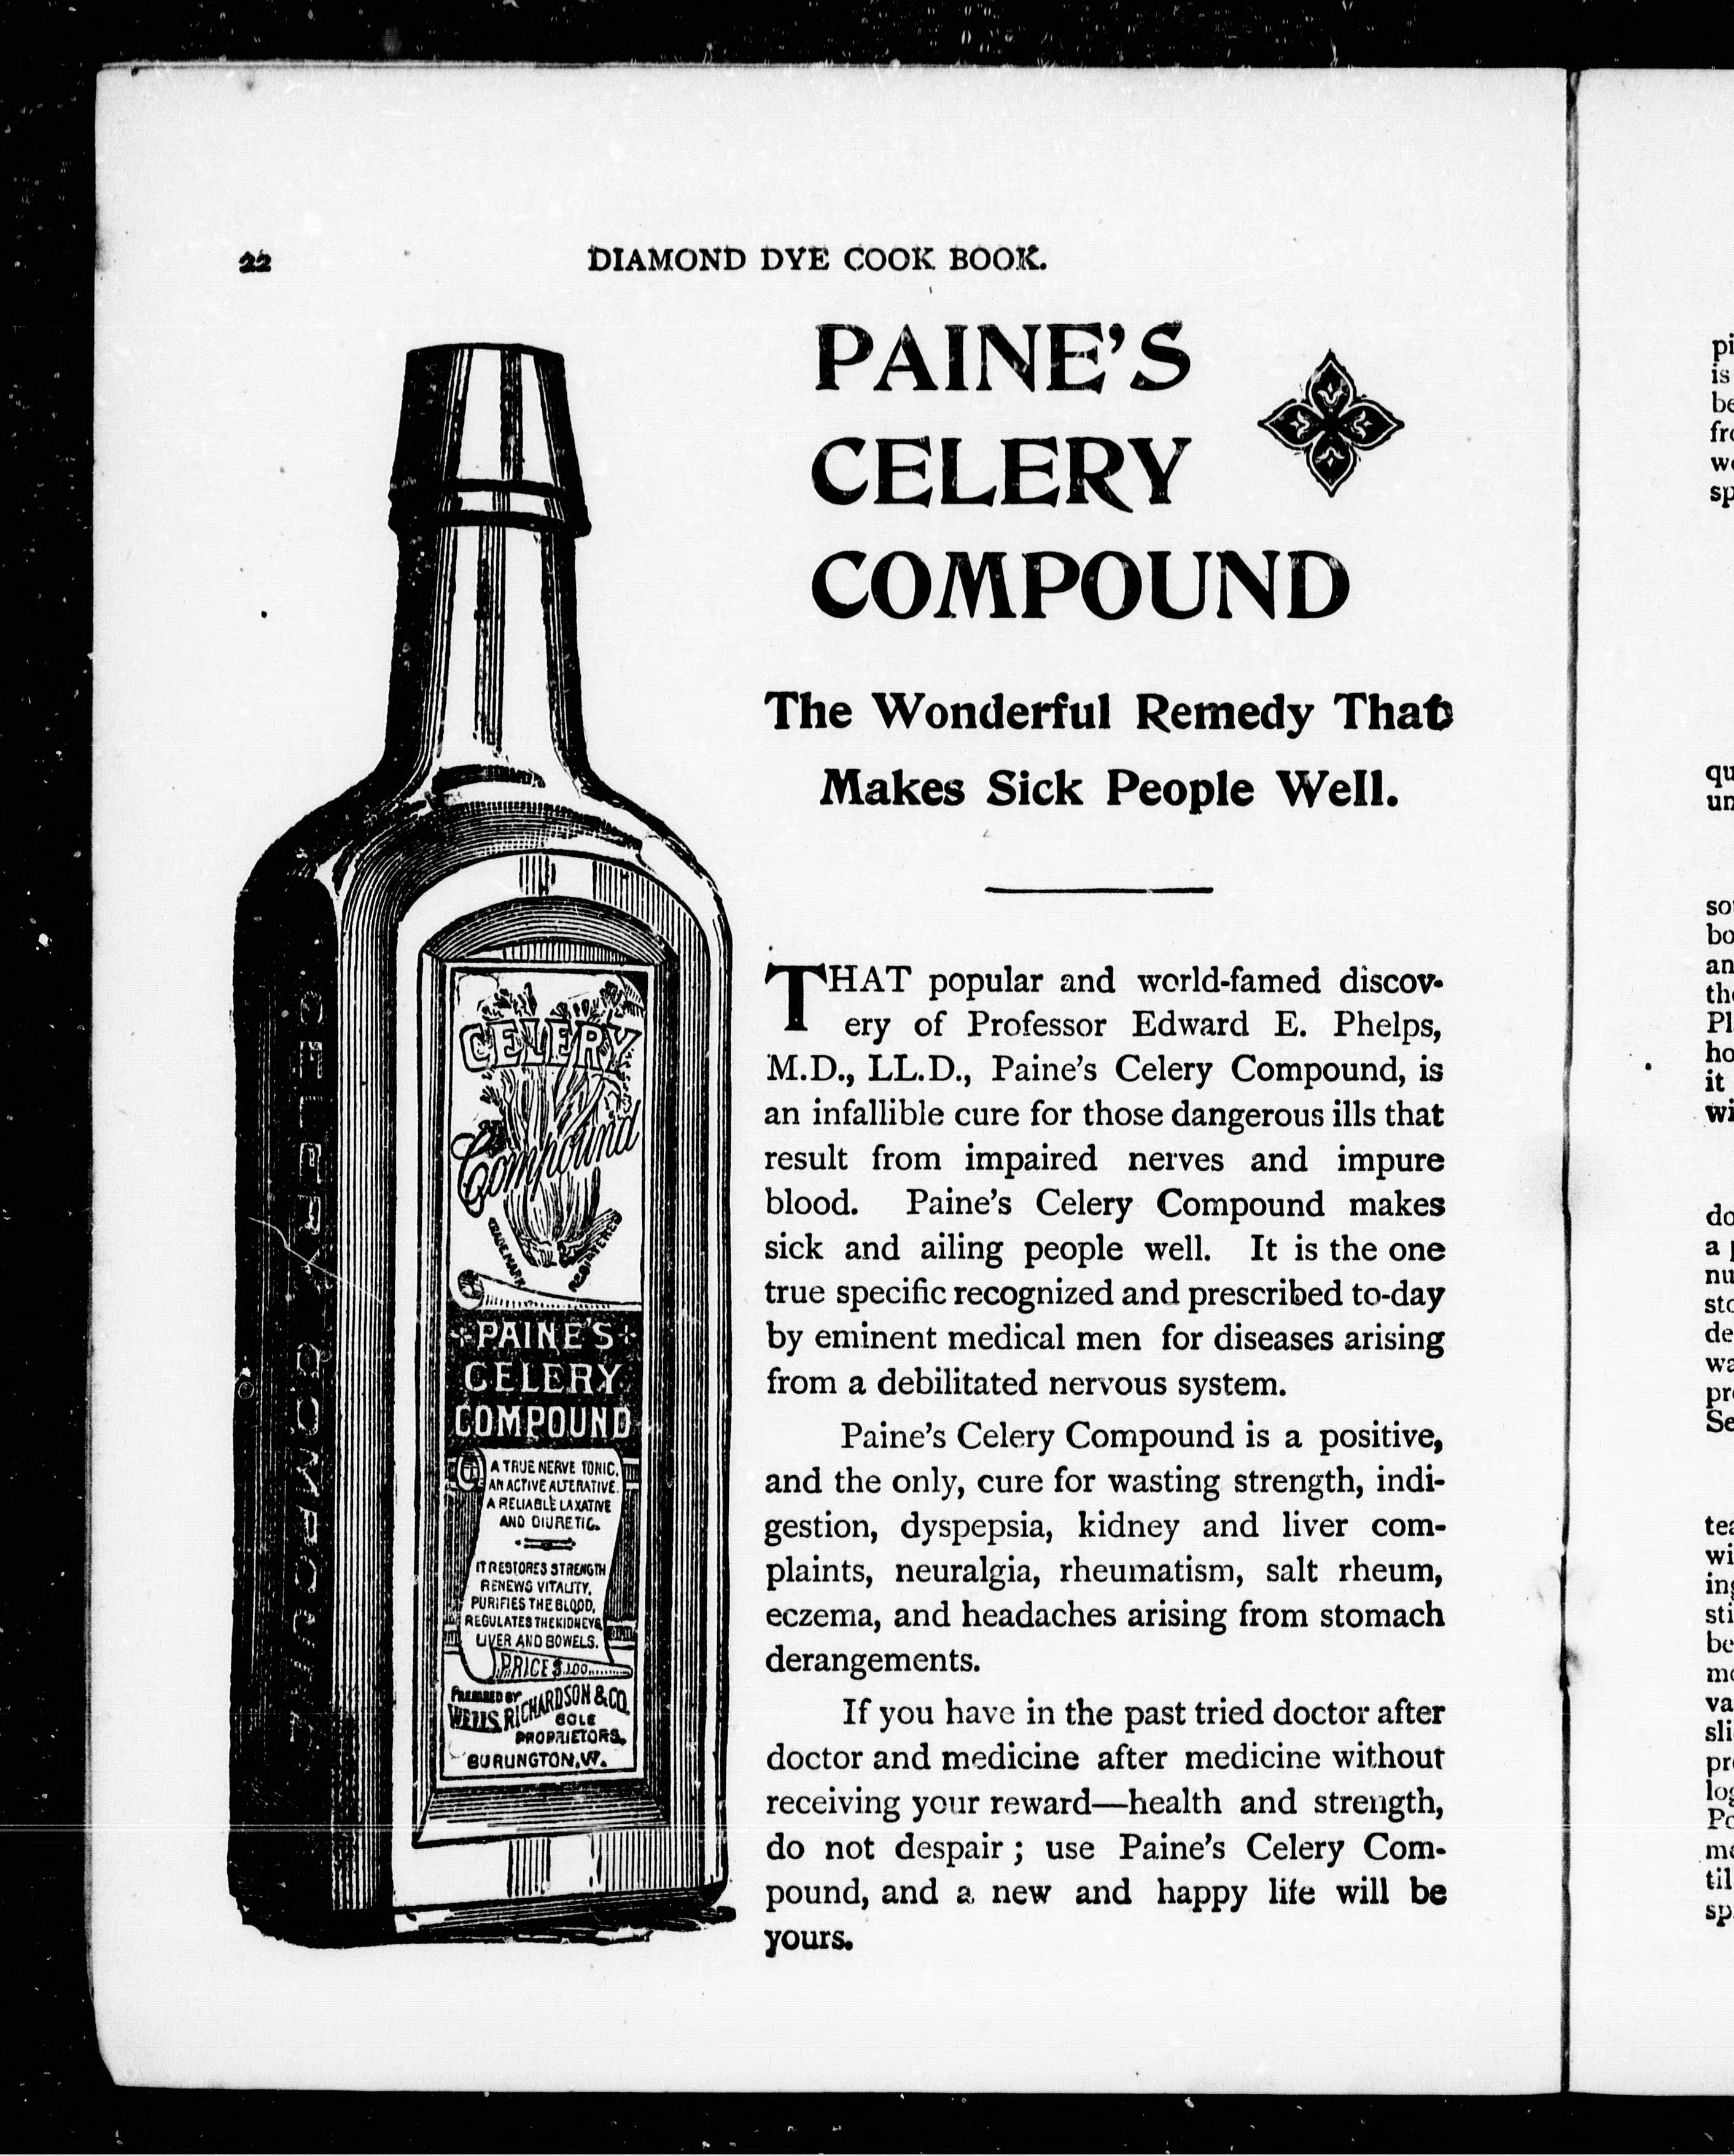 22
DIAMOND DYE COOK BOOK.
PAINE'S
CELERY
COMPOUND
The Wonderful Remedy That
Makes Sick People Well.
THAT popular and world-famed discov-
ery of Professor Edward E. Phelps,
M.D., LL.D., Paine's Celery Compound, is
an infallible cure for those dangerous ills that
result from impaired nerves and impure
blood. Paine's Celery Compound makes
sick and ailing people well. It is the one
true specific recognized and prescribed to-day
by eminent medical men for diseases arising
from a debilitated nervous system.
Paine's Celery Compound is a positive,
and the only, cure for wasting strength, indi-
gestion, dyspepsia, kidney and liver com-
plaints, neuralgia, rheumatism, salt rheum,
eczema, and headaches arising from stomach
derangements.
If you have in the past tried doctor after
doctor and medicine after medicine without
receiving your reward—health and strength,
do not despair; use Paine's Celery Com-
pound, and a new and happy life will be
yours.
CELERY COMPOUND
CELERY
Compound
TRADE MARK REGISTERED
PAINE'S
CELERY
COMPOUND
A TRUE NERVE TONIC.
AN ACTIVE ALTERATIVE.
A RELIABLE LAXATIVE
AND DIURETIC.
IT RESTORES STRENGTH
RENEWS VITALITY,
PURIFIES THE BLOOD,
REGULATES THE KIDNEYS
LIVER AND BOWELS.
PRICE $1.00
PREPARED BY
WELLS, RICHARDSON & CO.
SOLE
PROPRIETORS.
BURLINGTON, VT.